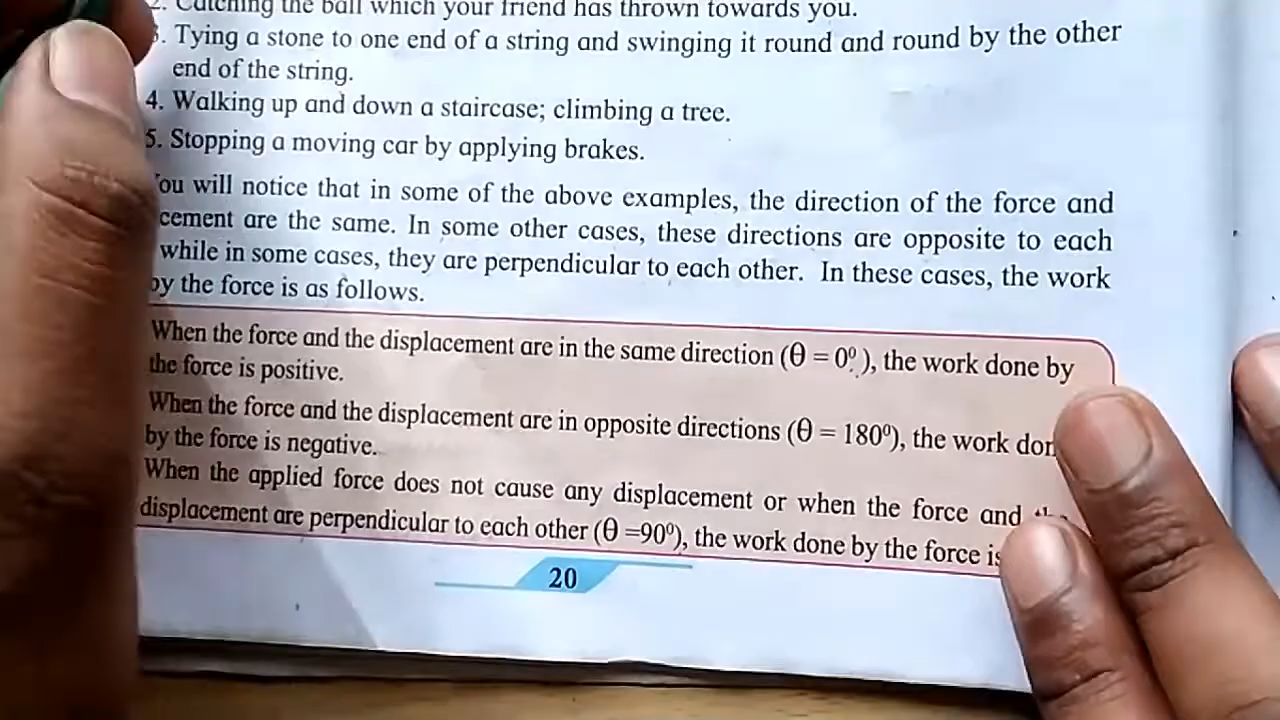 2. Catching the ball which your friend has thrown towards you.
3. Tying a stone to one end of a string and swinging it round and round by the other
end of the string.
4. Walking up and down a staircase; climbing a tree.
5. Stopping a moving car by applying brakes.
ou will notice that in some of the above examples, the direction of the force and
cement are the same. In some other cases, these directions are opposite to each
while in some cases, they are perpendicular to each other. In these cases, the work
by the force is as follows.
When the force and the displacement are in the same direction (θ = 0⁰ ), the work done by
the force is positive.
When the force and the displacement are in opposite directions (θ = 180⁰), the work don
by the force is negative.
When the applied force does not cause any displacement or when the force and
displacement are perpendicular to each other (θ =90⁰), the work done by the force is
20